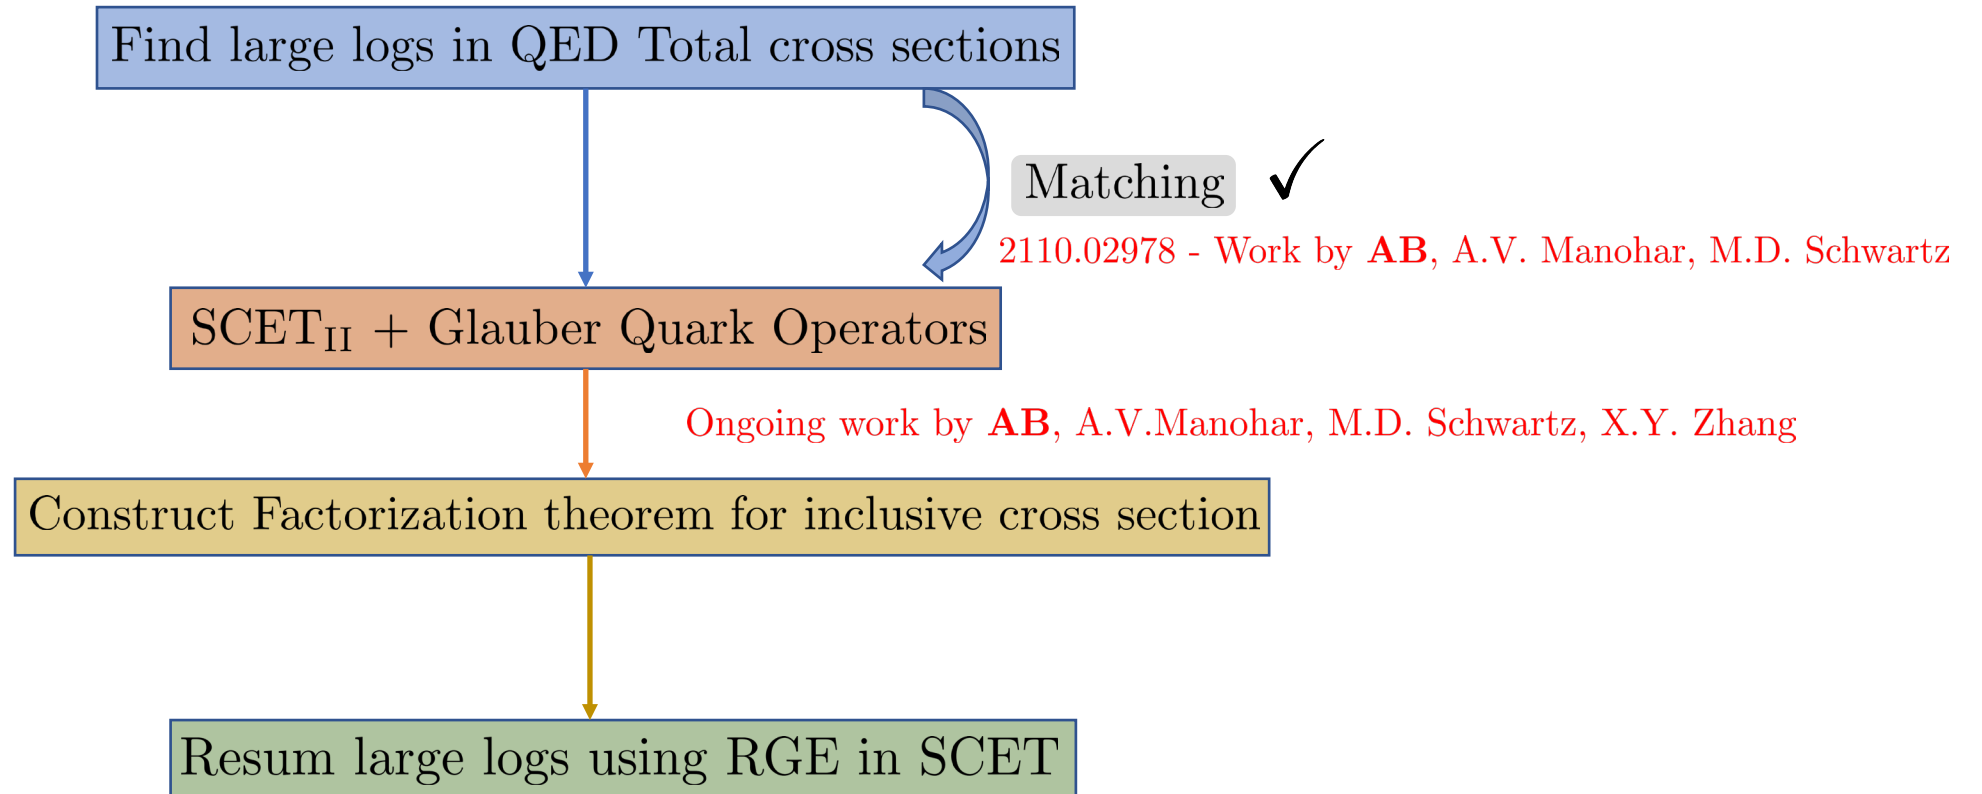 Find large logs in QED Total cross sections
Matching ✓
2110.02978 - Work by AB, A.V. Manohar, M.D. Schwartz
SCET_II + Glauber Quark Operators
Ongoing work by AB, A.V.Manohar, M.D. Schwartz, X.Y. Zhang
Construct Factorization theorem for inclusive cross section
Resum large logs using RGE in SCET